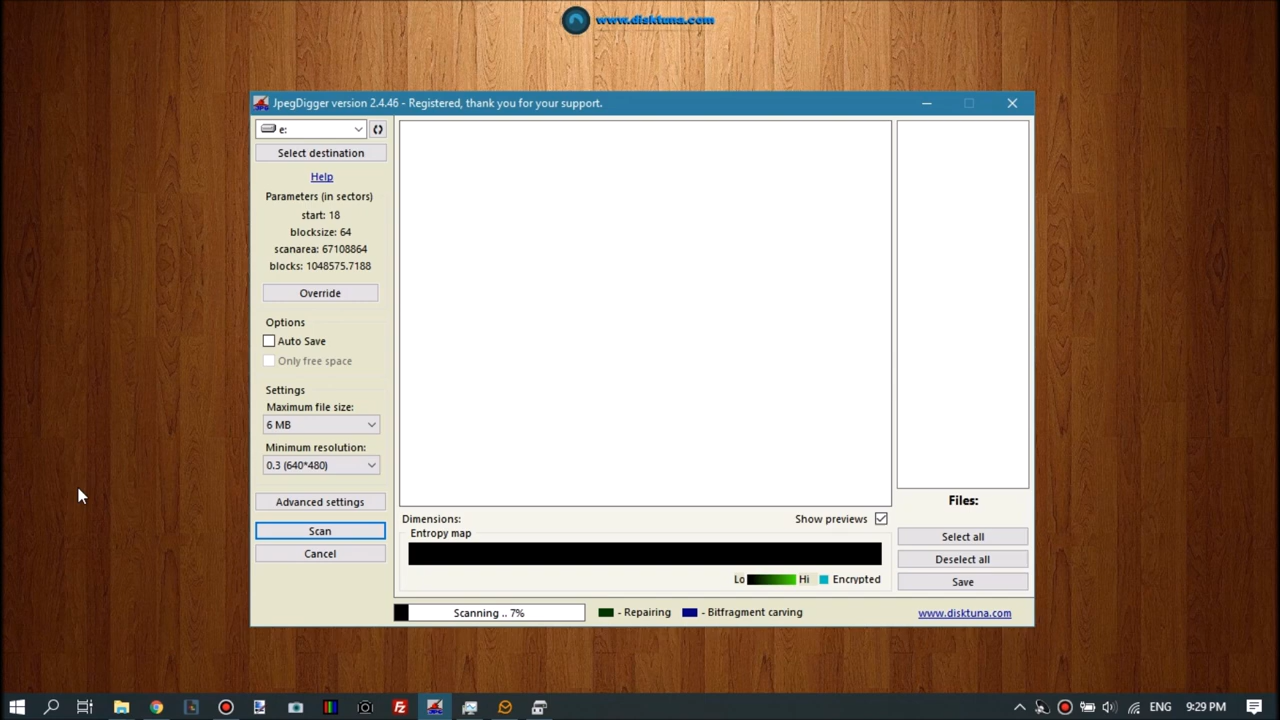 www.disktuna.com
JpegDigger version 2.4.46 - Registered, thank you for your support.
e:
Select destination
Help
Parameters (in sectors)
start: 18
blocksize: 64
scanarea: 67108864
blocks: 1048575.7188
Override
Options
Auto Save
Only free space
Settings
Maximum file size:
6 MB
Minimum resolution:
0.3 (640*480)
Advanced settings
Scan
Cancel
Dimensions:
Show previews
Entropy map
Lo
Hi
Encrypted
Scanning .. 7%
- Repairing
- Bitfragment carving
Files:
Select all
Deselect all
Save
www.disktuna.com
ENG
9:29 PM